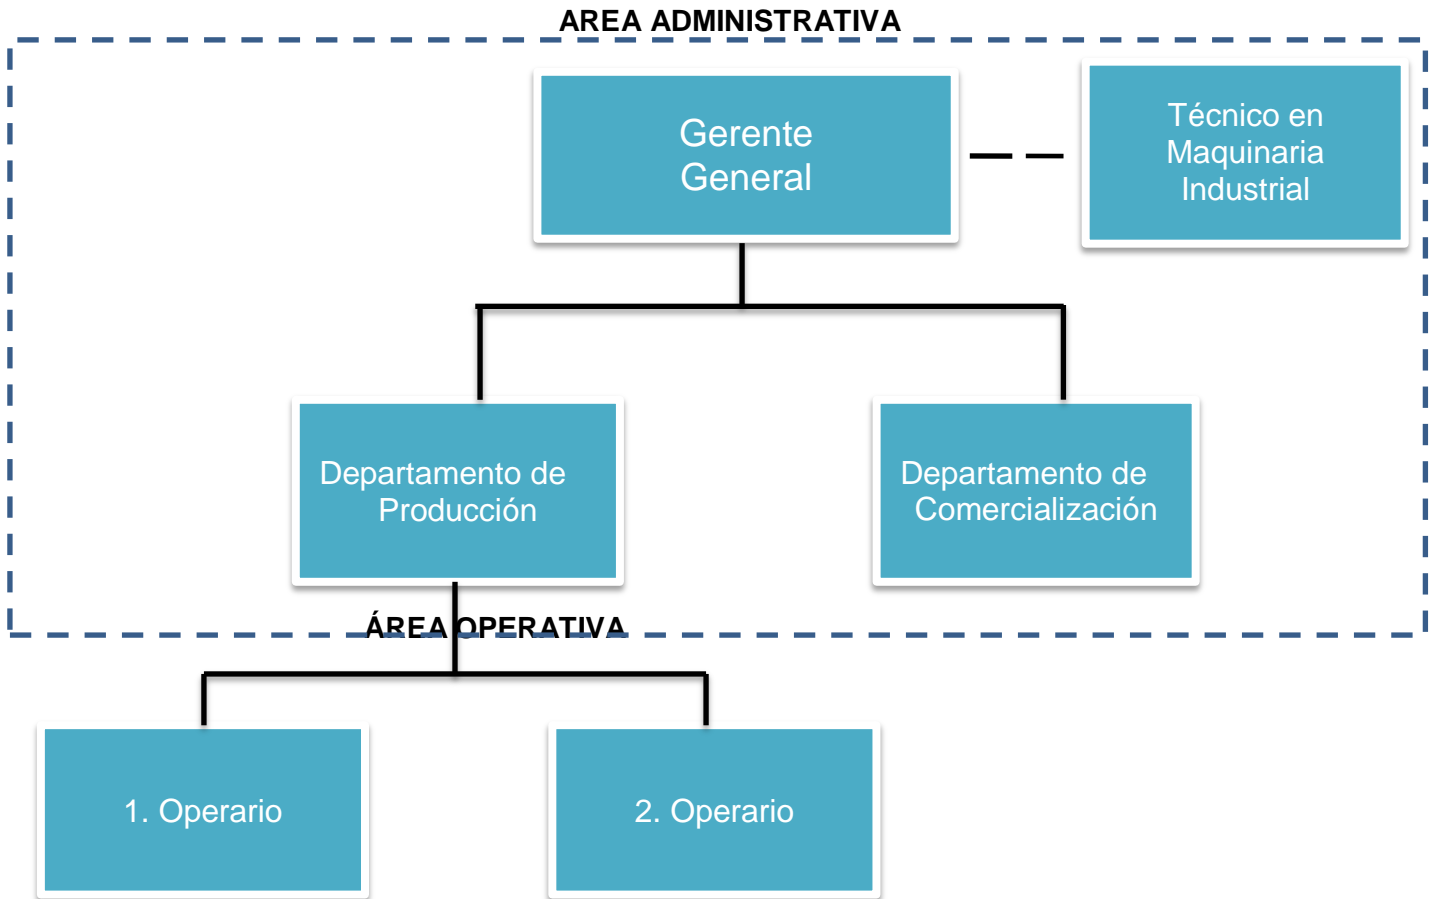 AREA ADMINISTRATIVA
Gerente
General
Técnico en
Maquinaria
Industrial
Departamento de
Producción
Departamento de
Comercialización
ÁREA OPERATIVA
1. Operario
2. Operario